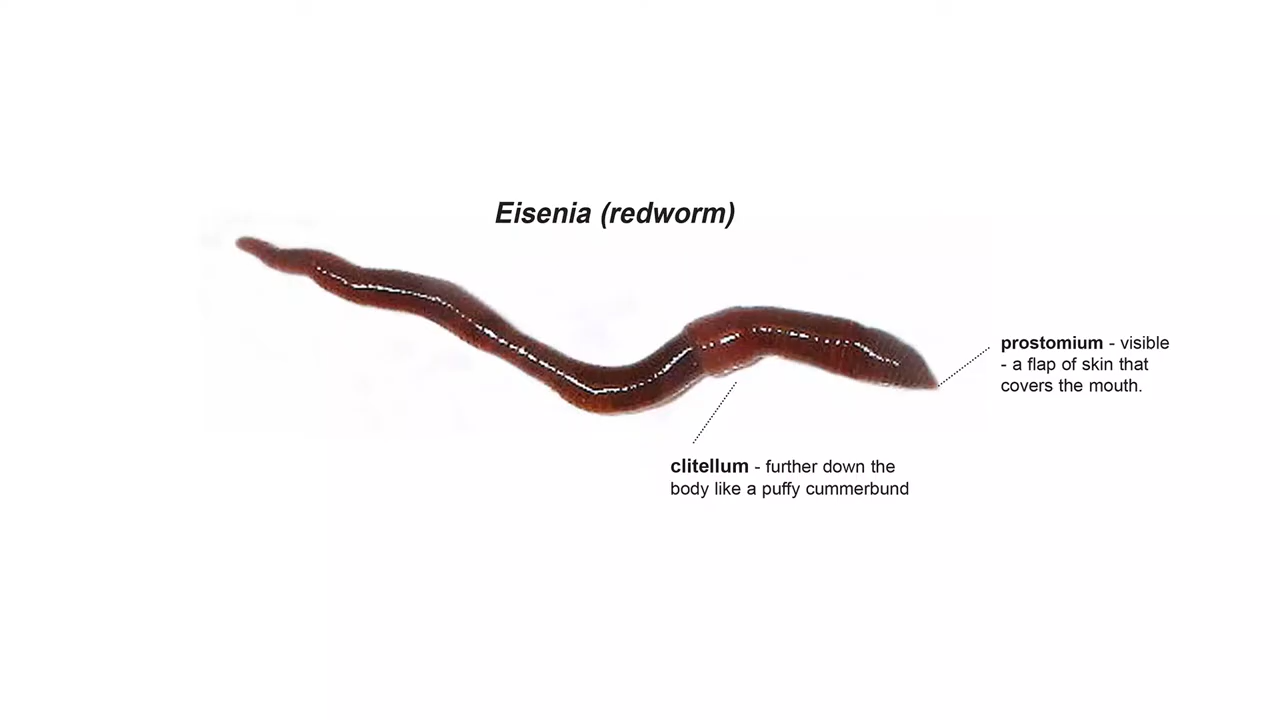 Eisenia (redworm)
prostomium - visible
- a flap of skin that
covers the mouth.
clitellum - further down the
body like a puffy cummerbund